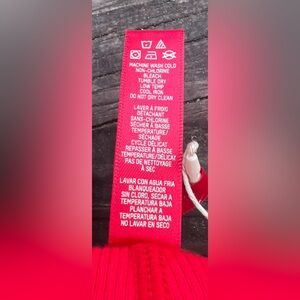 MACHINE WASH COLD
NON-CHLORINE
BLEACH
TUMBLE DRY
LOW TEMP
COOL IRON
DO NOT DRY CLEAN
LAVER À FROID
DÉTACHANT
SANS-CHLORINE
SÉCHER À BASSE
TEMPÉRATURE/
SÉCHAGE
CYCLE DÉLICAT
REPASSER À BASSE
TEMPÉRATURE/DÉLICAT
PAS DE NETTOYAGE
À SEC
LAVAR CON AGUA FRIA
BLANQUEADOR
SIN CLORO, SECAR A
TEMPERATURA BAJA
PLANCHAR A
TEMPERATURA BAJA
NO LAVAR EN SECO